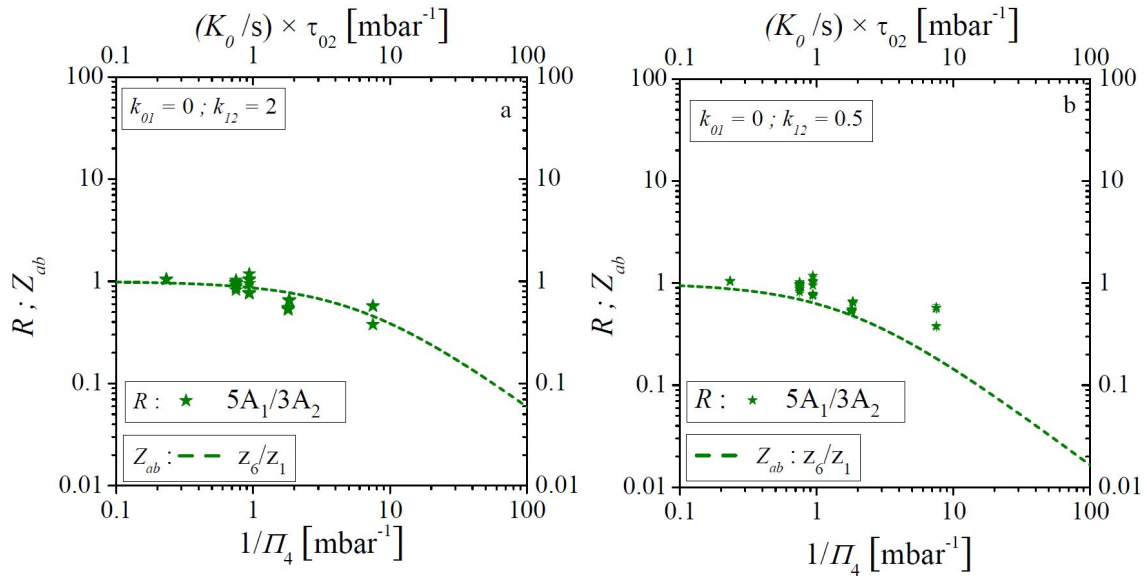 (K₀ /s) × τ₀₂ [mbar⁻¹]
0.1 1 10 100
100 100
k₀₁ = 0 ; k₁₂ = 2
a
10 10
1 1
0.1 0.1
0.01 0.01
R ; Z_ab
R : ★ 5A₁/3A₂
Z_ab : – – z₆/z₁
0.1 1 10 100
1/Π₄ [mbar⁻¹]
(K₀ /s) × τ₀₂ [mbar⁻¹]
0.1 1 10 100
100 100
k₀₁ = 0 ; k₁₂ = 0.5
b
10 10
1 1
0.1 0.1
0.01 0.01
R ; Z_ab
R : ★ 5A₁/3A₂
– – Z_ab : z₆/z₁
0.1 1 10 100
1/Π₄ [mbar⁻¹]